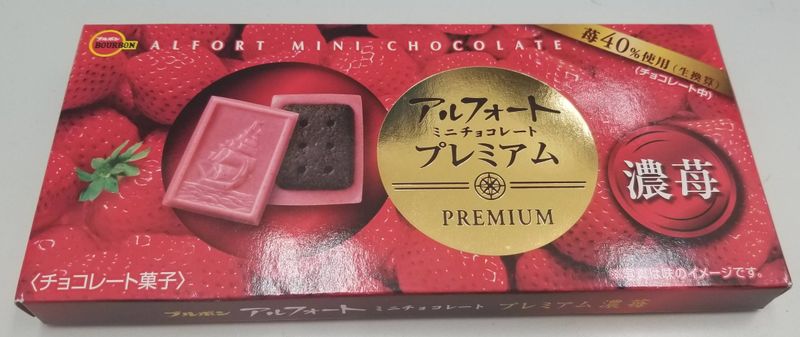 ブルボン
BOURBON
ALFORT MINI CHOCOLATE
苺40%使用(生換算)
(チョコレート中)
アルフォート
ミニチョコレート
プレミアム
PREMIUM
濃苺
〈チョコレート菓子〉
※写真は味のイメージです。
ブルボン アルフォート ミニチョコレート プレミアム濃苺